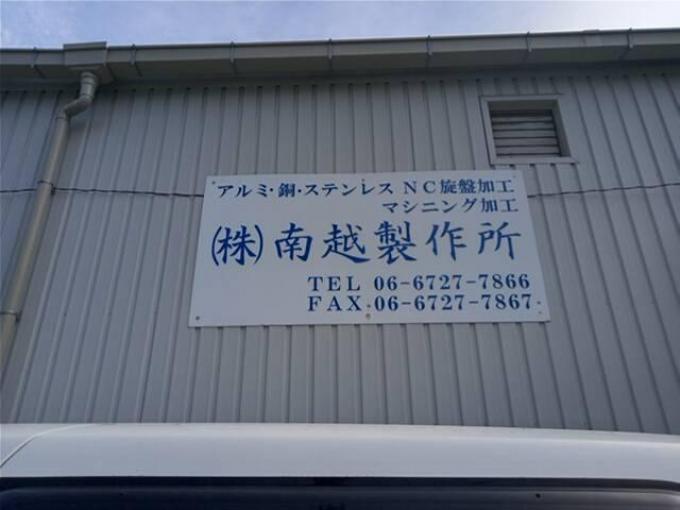 アルミ・銅・ステンレス NC旋盤加工
マシニング加工
㈱南越製作所
TEL 06-6727-7866
FAX 06-6727-7867